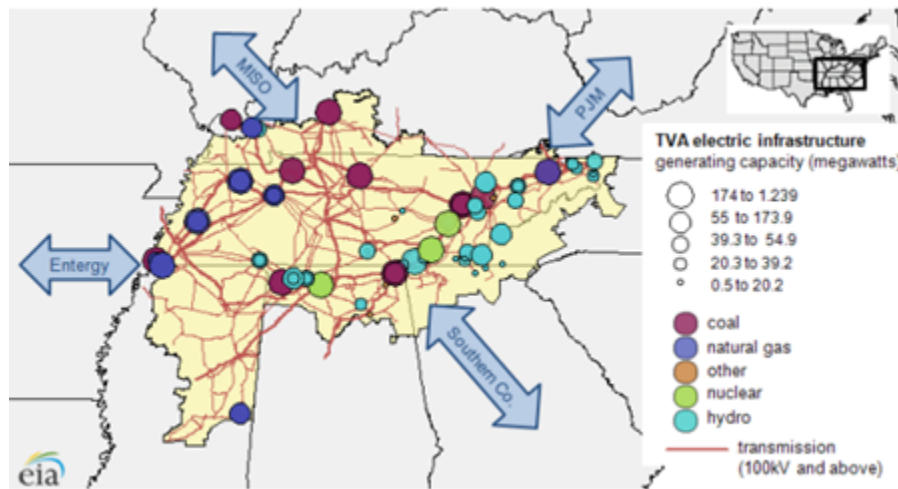 MISO
PJM
Entergy
Southern Co.
TVA electric infrastructure
generating capacity (megawatts)
174 to 1.239
55 to 173.9
39.3 to 54.9
20.3 to 39.2
0.5 to 20.2
coal
natural gas
other
nuclear
hydro
transmission
(100kV and above)
eia